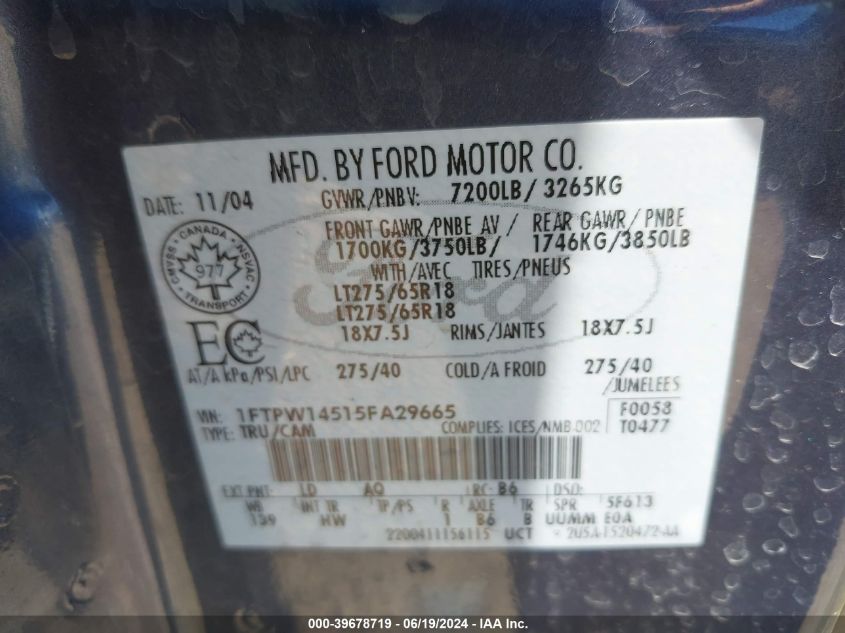 MFD. BY FORD MOTOR CO.
DATE: 11/04 GVWR/PNBV: 7200LB/ 3265KG
FRONT GAWR/PNBE AV/ REAR GAWR/ PNBE
1700KG/3750LB/ 1746KG/3850LB
WITH/AVEC TIRES/PNEUS
LT275/65R18
LT275/65R18
18X7.5J RIMS/JANTES 18X7.5J
AT/A kPa/PSI/LPC 275/40 COLD/A FROID 275/40
/JUMELEES
CANADA
CMVSS NSVAC
977
TRANSPORT
EC
Ford
VIN: 1FTPW14515FA29665 F0058
TYPE: TRU/CAM COMPLIES: ICES/NMB-002 T0477
EXT PNT: LD AQ RC: B6 DSO:
WB INT TR TP/PS R AXLE TR SPR 5F613
139 HW 1 B6 B UUMM E0A
2200411156115 UCT
000-39678719 - 06/19/2024 - IAA Inc.